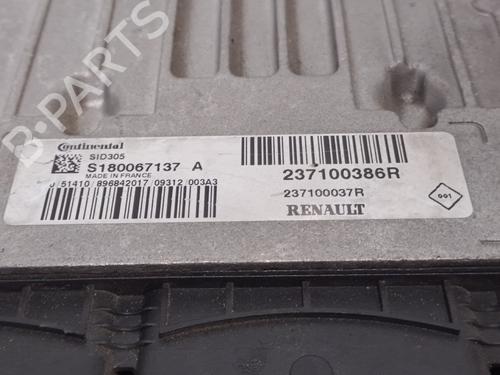 B-PARTS
Continental
SID305
S180067137 A
MADE IN FRANCE
J 51410 896842017 09312 003A3
237100386R
237100037R
RENAULT
001